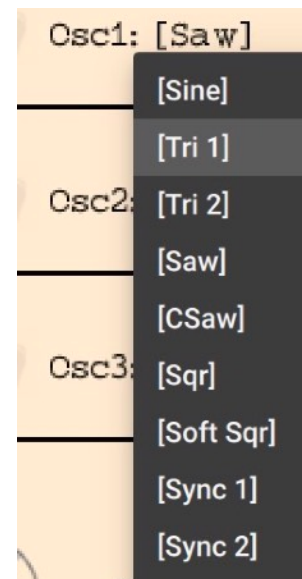 Osc1: [Saw]
[Sine]
[Tri 1]
Osc2:
[Tri 2]
[Saw]
[CSaw]
Osc3:
[Sqr]
[Soft Sqr]
[Sync 1]
[Sync 2]